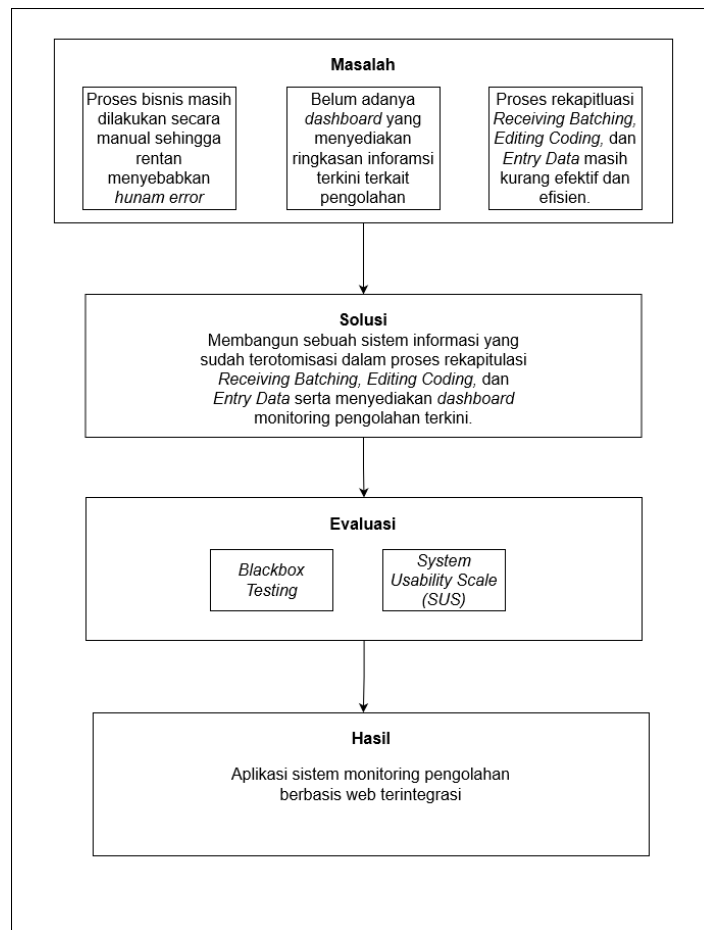 Masalah
Proses bisnis masih
dilakukan secara
manual sehingga
rentan
menyebabkan
hunam error
Belum adanya
dashboard yang
menyediakan
ringkasan inforamsi
terkini terkait
pengolahan
Proses rekapitluasi
Receiving Batching,
Editing Coding, dan
Entry Data masih
kurang efektif dan
efisien.
Solusi
Membangun sebuah sistem informasi yang
sudah terotomisasi dalam proses rekapitulasi
Receiving Batching, Editing Coding, dan
Entry Data serta menyediakan dashboard
monitoring pengolahan terkini.
Evaluasi
Blackbox
Testing
System
Usability Scale
(SUS)
Hasil
Aplikasi sistem monitoring pengolahan
berbasis web terintegrasi